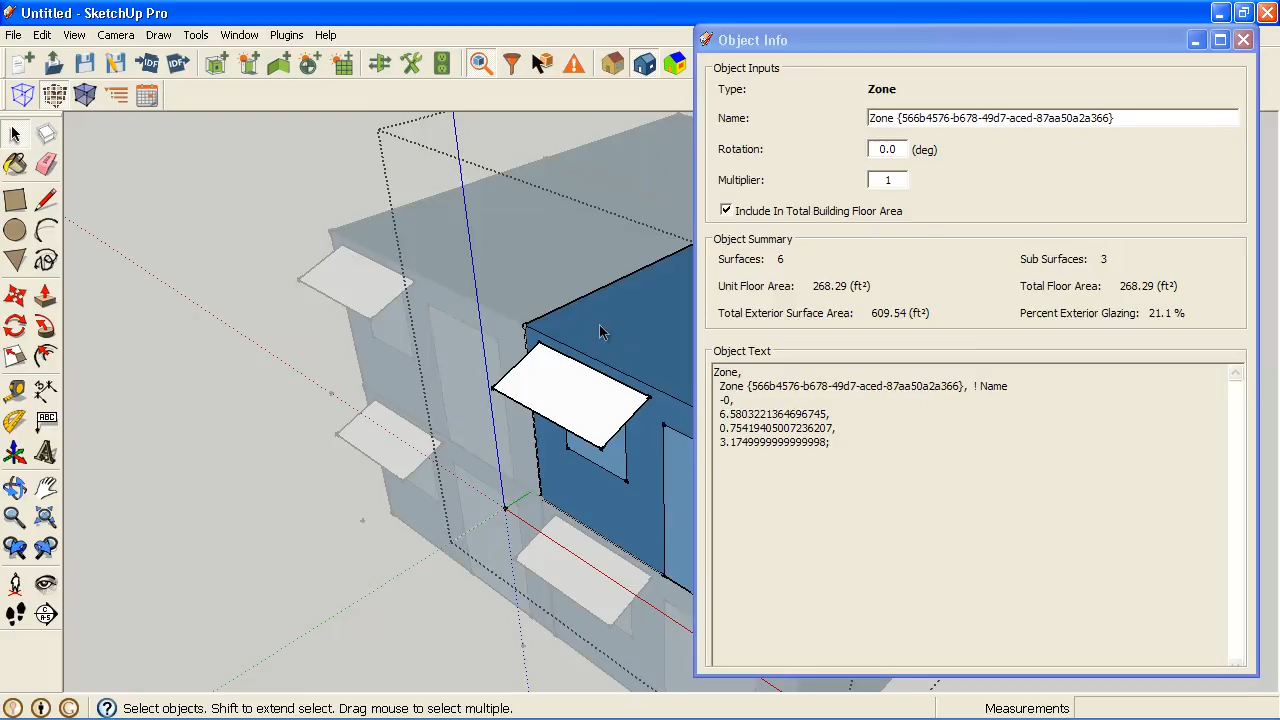 Untitled - SketchUp Pro
File Edit View Camera Draw Tools Window Plugins Help
Object Info
Object Inputs
Type: Zone
Name: Zone {566b4576-b678-49d7-aced-87aa50a2a366}
Rotation: 0.0 (deg)
Multiplier: 1
Include In Total Building Floor Area
Object Summary
Surfaces: 6 Sub Surfaces: 3
Unit Floor Area: 268.29 (ft²) Total Floor Area: 268.29 (ft²)
Total Exterior Surface Area: 609.54 (ft²) Percent Exterior Glazing: 21.1 %
Object Text
Zone,
Zone {566b4576-b678-49d7-aced-87aa50a2a366}, ! Name
-0,
6.5803221364696745,
0.75419405007236207,
3.1749999999999998;
Select objects. Shift to extend select. Drag mouse to select multiple.
Measurements